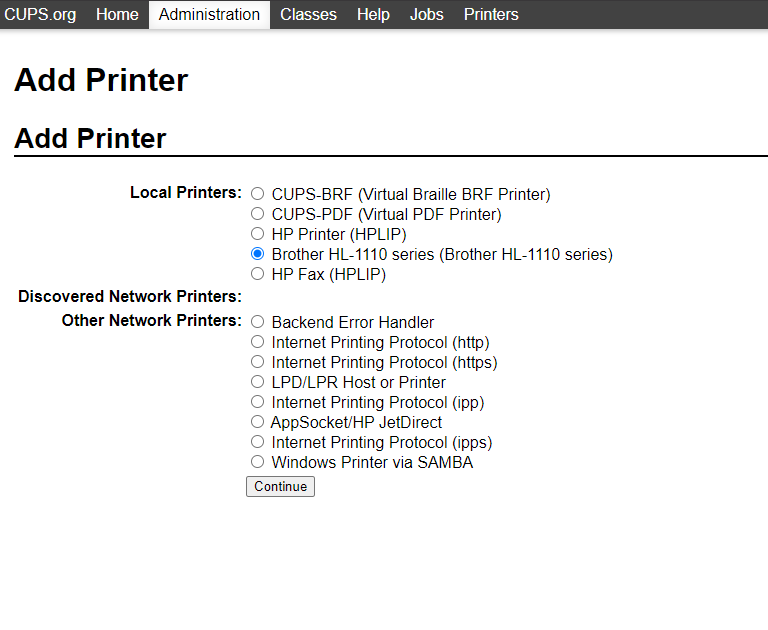 CUPS.org Home Administration Classes Help Jobs Printers
Add Printer
Add Printer
Local Printers: CUPS-BRF (Virtual Braille BRF Printer)
CUPS-PDF (Virtual PDF Printer)
HP Printer (HPLIP)
Brother HL-1110 series (Brother HL-1110 series)
HP Fax (HPLIP)
Discovered Network Printers:
Other Network Printers: Backend Error Handler
Internet Printing Protocol (http)
Internet Printing Protocol (https)
LPD/LPR Host or Printer
Internet Printing Protocol (ipp)
AppSocket/HP JetDirect
Internet Printing Protocol (ipps)
Windows Printer via SAMBA
Continue